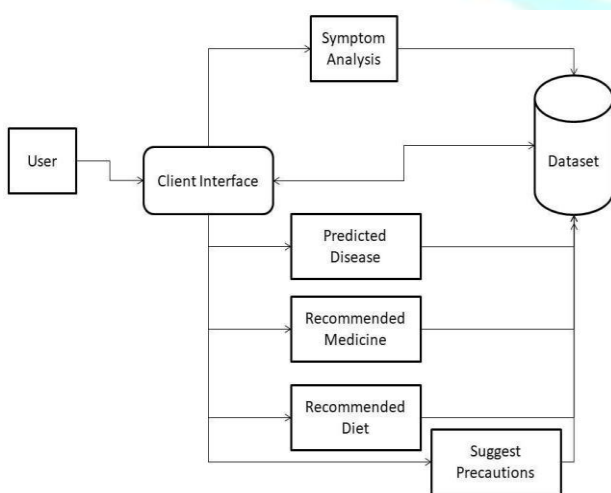 Symptom
Analysis
User
Client Interface
Dataset
Predicted
Disease
Recommended
Medicine
Recommended
Diet
Suggest
Precautions